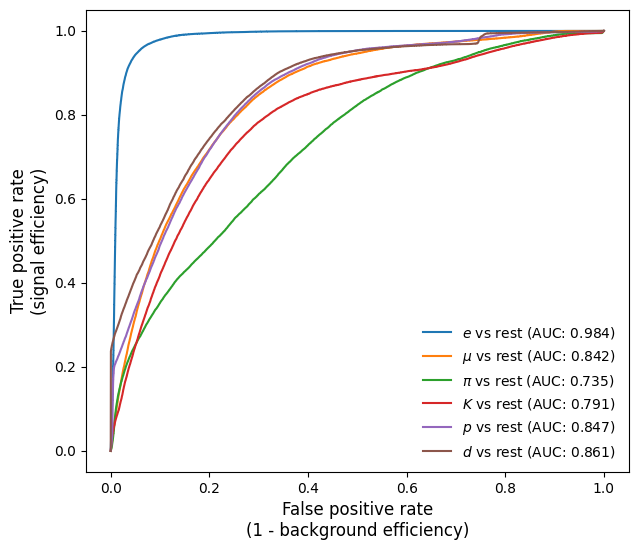 1.0
0.8
0.6
0.4
0.2
0.0
True positive rate
(signal efficiency)
e vs rest (AUC: 0.984)
μ vs rest (AUC: 0.842)
π vs rest (AUC: 0.735)
K vs rest (AUC: 0.791)
p vs rest (AUC: 0.847)
d vs rest (AUC: 0.861)
0.0 0.2 0.4 0.6 0.8 1.0
False positive rate
(1 - background efficiency)